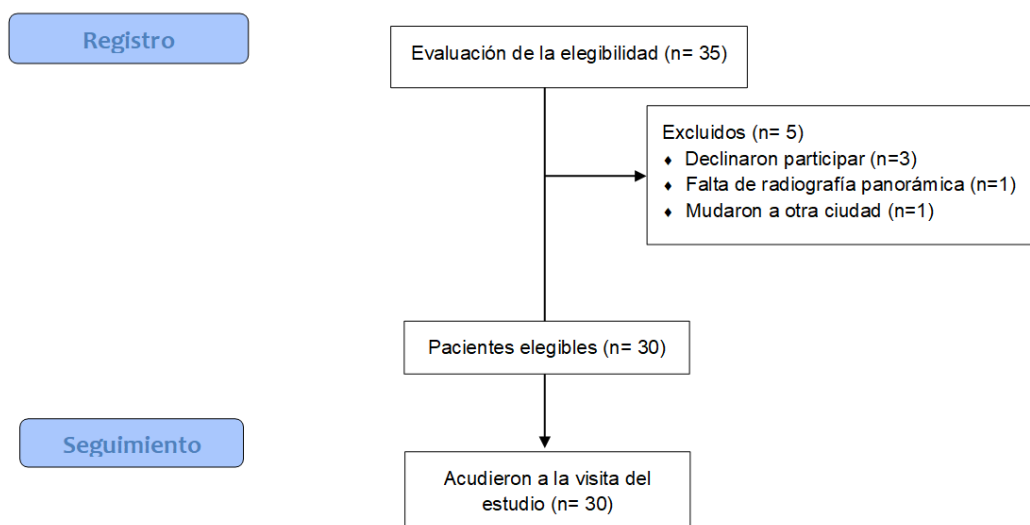 Registro
Evaluación de la elegibilidad (n= 35)
Excluidos (n= 5)
♦ Declinaron participar (n=3)
♦ Falta de radiografía panorámica (n=1)
♦ Mudaron a otra ciudad (n=1)
Pacientes elegibles (n= 30)
Seguimiento
Acudieron a la visita del
estudio (n= 30)